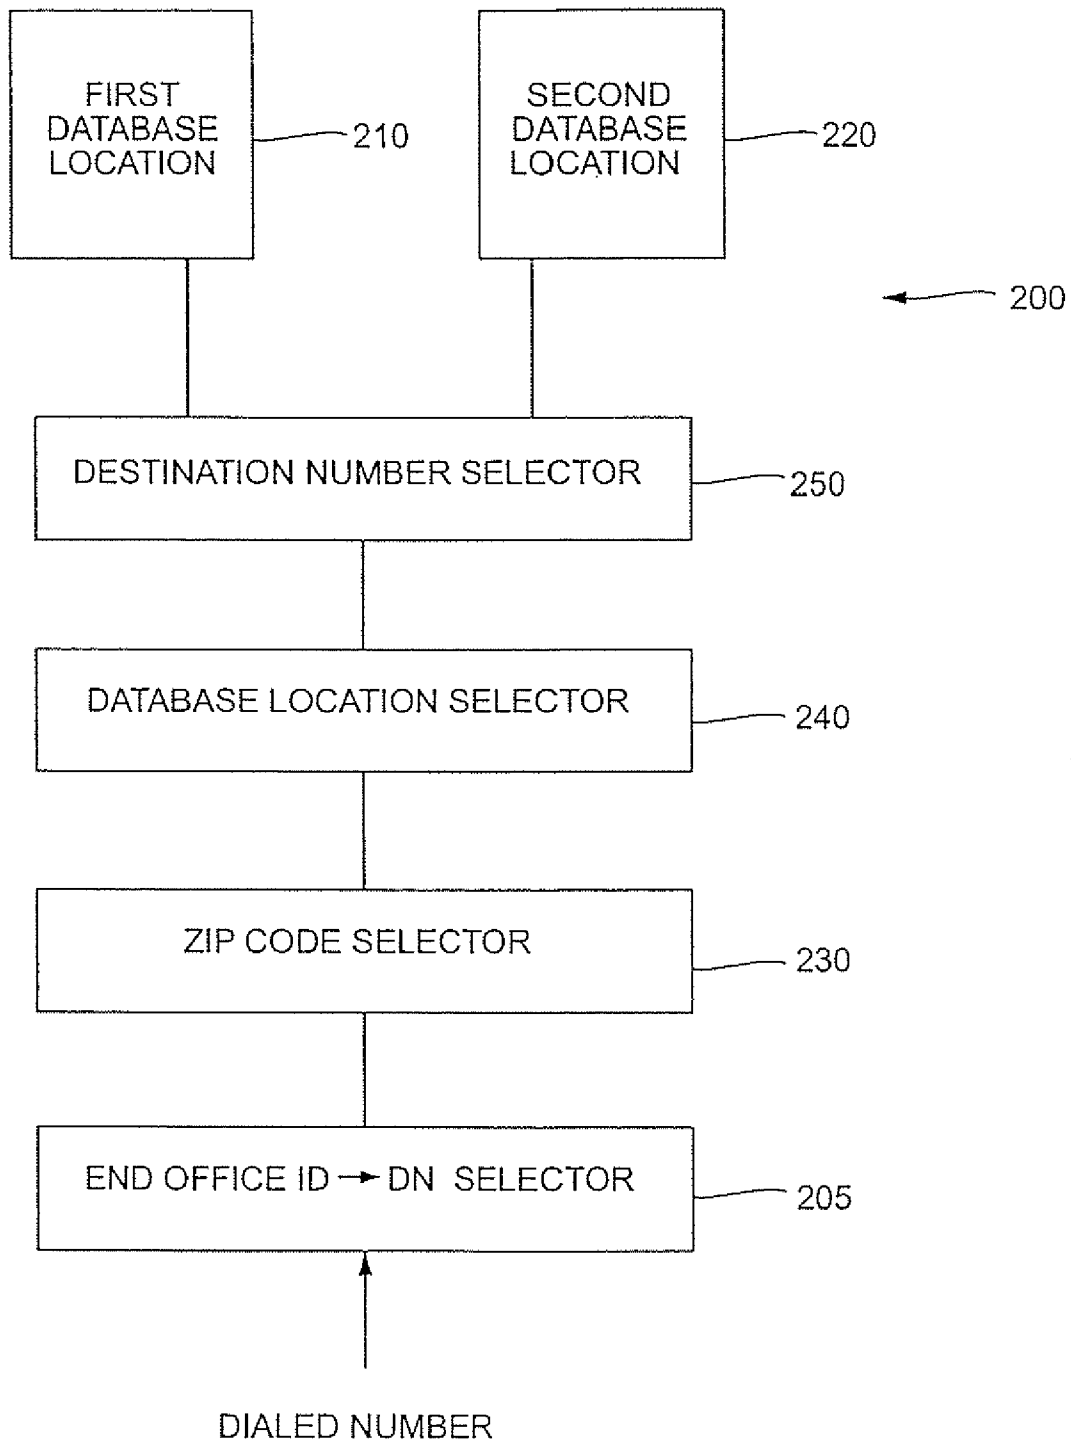 FIRST
DATABASE
LOCATION
210
SECOND
DATABASE
LOCATION
220
200
DESTINATION NUMBER SELECTOR
250
DATABASE LOCATION SELECTOR
240
ZIP CODE SELECTOR
230
END OFFICE ID → DN SELECTOR
205
DIALED NUMBER